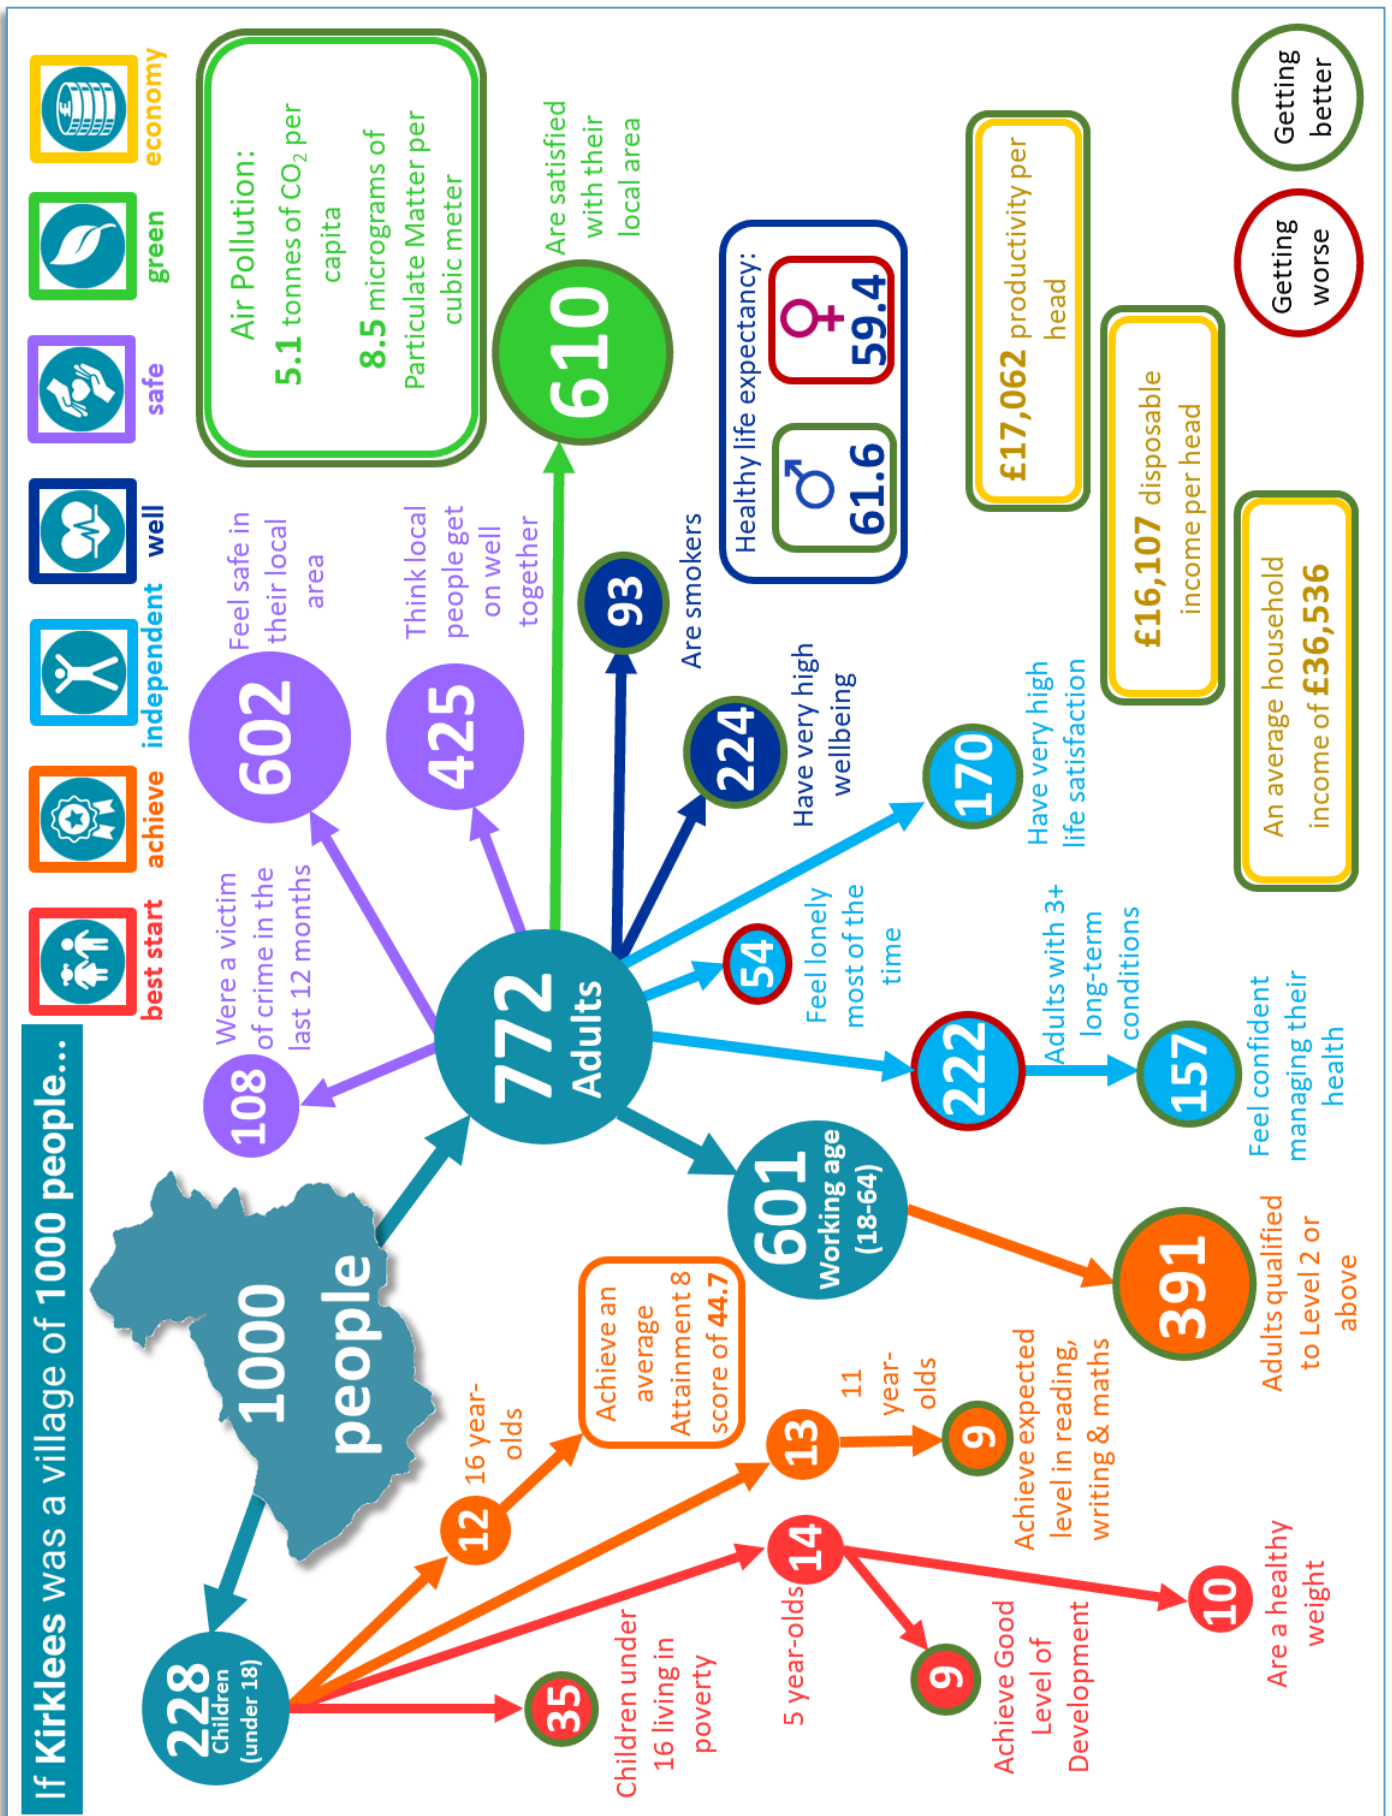 If Kirklees was a village of 1000 people...
best start
achieve
independent
well
safe
green
economy
1000
people
228
Children
(under 18)
772
Adults
108
Were a victim
of crime in the
last 12 months
602
Feel safe in
their local
area
425
Think local
people get
on well
together
Air Pollution:
5.1 tonnes of CO₂ per
capita
8.5 micrograms of
Particulate Matter per
cubic meter
610
Are satisfied
with their
local area
93
Are smokers
224
Have very high
wellbeing
Healthy life expectancy:
61.6
59.4
170
Have very high
life satisfaction
54
Feel lonely
most of the
time
222
Adults with 3+
long-term
conditions
157
Feel confident
managing their
health
601
Working age
(18-64)
391
Adults qualified
to Level 2 or
above
12
16 year-
olds
Achieve an
average
Attainment 8
score of 44.7
13
11
year-
olds
9
Achieve expected
level in reading,
writing & maths
35
Children under
16 living in
poverty
14
5 year-olds
9
Achieve Good
Level of
Development
10
Are a healthy
weight
£17,062 productivity per
head
£16,107 disposable
income per head
An average household
income of £36,536
Getting
worse
Getting
better